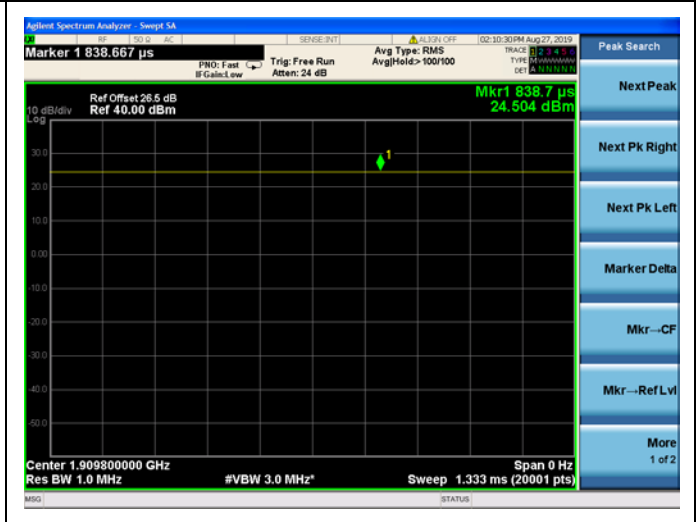 Agilent Spectrum Analyzer - Swept SA
RF 50 Ω AC SENSE:INT ALIGN OFF 02:10:30 PM Aug 27, 2019
Marker 1 838.667 µs
PNO: Fast Trig: Free Run
IFGain:Low Atten: 24 dB
Avg Type: RMS
Avg|Hold:>100/100
TRACE 1 2 3 4 5 6
TYPE M
DET A N N N N N
Peak Search
Next Peak
Next Pk Right
Next Pk Left
Marker Delta
Mkr→CF
Mkr→RefLvl
More
1 of 2
Mkr1 838.7 µs
24.504 dBm
Ref Offset 26.5 dB
10 dB/div Ref 40.00 dBm
Log
1
30.0
20.0
10.0
0.00
-10.0
-20.0
-30.0
-40.0
-50.0
Center 1.909800000 GHz Span 0 Hz
Res BW 1.0 MHz #VBW 3.0 MHz* Sweep 1.333 ms (20001 pts)
MSG STATUS